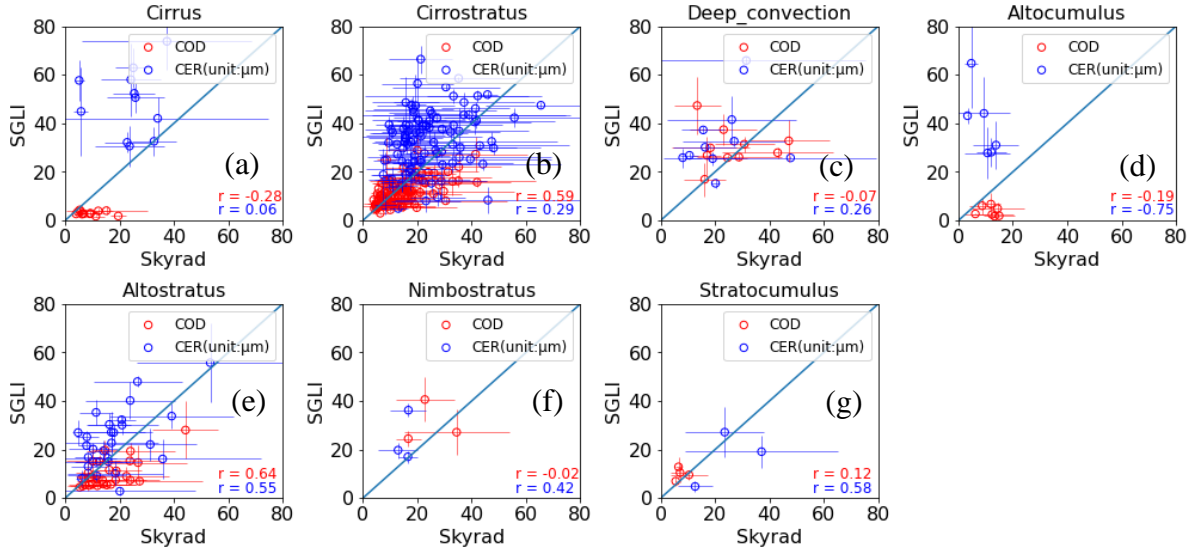 Cirrus
80
60
40
20
0
SGLI
COD
CER(unit:μm)
(a)
r = -0.28
r = 0.06
0 20 40 60 80
Skyrad
Cirrostratus
80
60
40
20
0
SGLI
COD
CER(unit:μm)
(b)
r = 0.59
r = 0.29
0 20 40 60 80
Skyrad
Deep_convection
80
60
40
20
0
SGLI
COD
CER(unit:μm)
(c)
r = -0.07
r = 0.26
0 20 40 60 80
Skyrad
Altocumulus
80
60
40
20
0
SGLI
COD
CER(unit:μm)
(d)
r = -0.19
r = -0.75
0 20 40 60 80
Skyrad
Altostratus
80
60
40
20
0
SGLI
COD
CER(unit:μm)
(e)
r = 0.64
r = 0.55
0 20 40 60 80
Skyrad
Nimbostratus
80
60
40
20
0
SGLI
COD
CER(unit:μm)
(f)
r = -0.02
r = 0.42
0 20 40 60 80
Skyrad
Stratocumulus
80
60
40
20
0
SGLI
COD
CER(unit:μm)
(g)
r = 0.12
r = 0.58
0 20 40 60 80
Skyrad